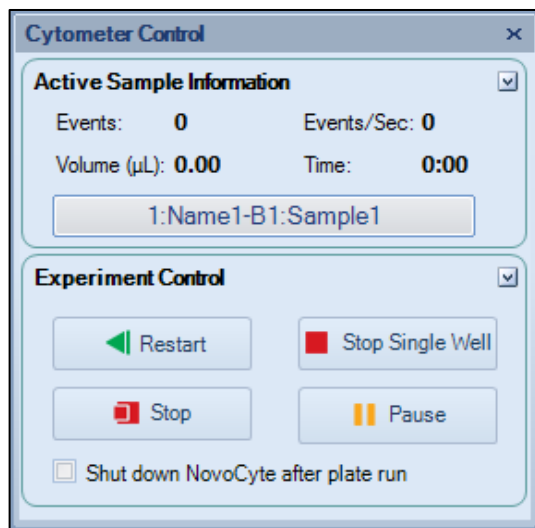 Cytometer Control
Active Sample Information
Events: 0 Events/Sec: 0
Volume (µL): 0.00 Time: 0:00
1:Name1-B1:Sample1
Experiment Control
Restart Stop Single Well
Stop Pause
Shut down NovoCyte after plate run